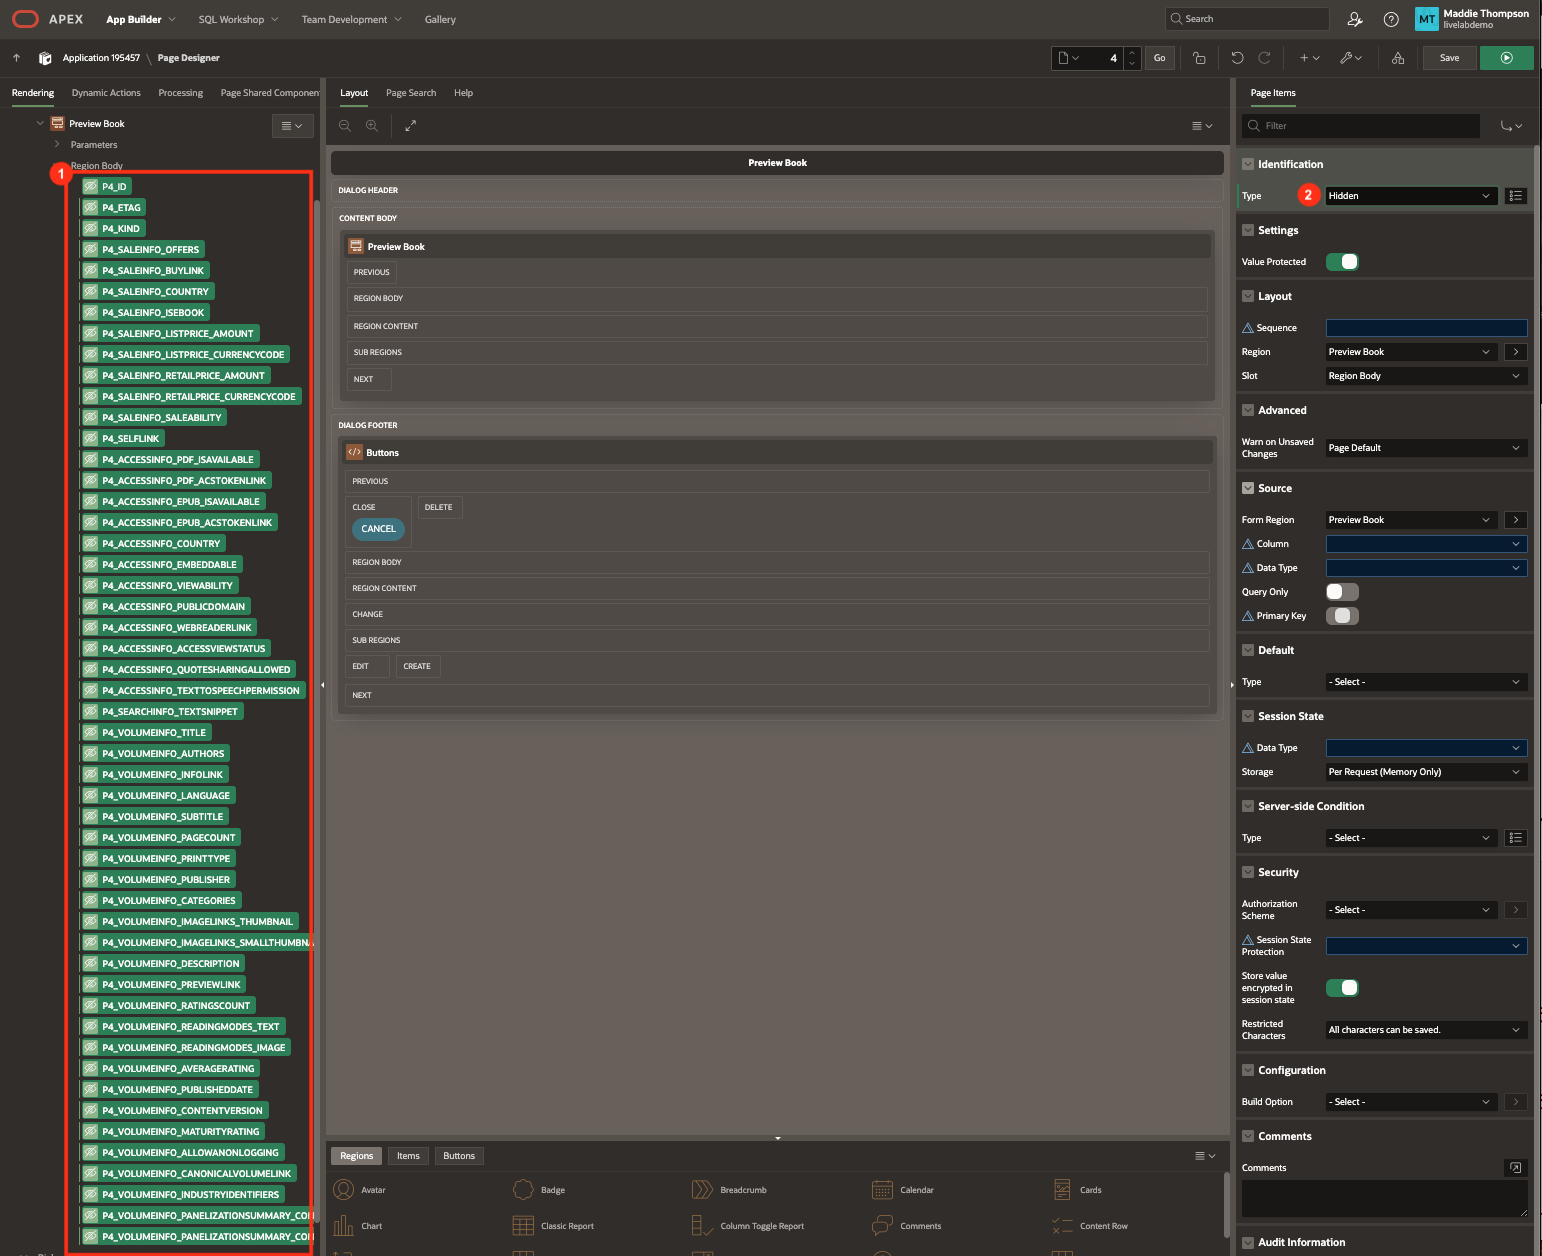 APEX
App Builder
SQL Workshop
Team Development
Gallery
Search
MT
Maddie Thompson
livelabdemo
Application 195457 \ Page Designer
4
Go
Save
Rendering
Dynamic Actions
Processing
Page Shared Component
Preview Book
Parameters
Region Body
1
P4_ID
P4_ETAG
P4_KIND
P4_SALEINFO_OFFERS
P4_SALEINFO_BUYLINK
P4_SALEINFO_COUNTRY
P4_SALEINFO_ISEBOOK
P4_SALEINFO_LISTPRICE_AMOUNT
P4_SALEINFO_LISTPRICE_CURRENCYCODE
P4_SALEINFO_RETAILPRICE_AMOUNT
P4_SALEINFO_RETAILPRICE_CURRENCYCODE
P4_SALEINFO_SALEABILITY
P4_SELFLINK
P4_ACCESSINFO_PDF_ISAVAILABLE
P4_ACCESSINFO_PDF_ACSTOKENLINK
P4_ACCESSINFO_EPUB_ISAVAILABLE
P4_ACCESSINFO_EPUB_ACSTOKENLINK
P4_ACCESSINFO_COUNTRY
P4_ACCESSINFO_EMBEDDABLE
P4_ACCESSINFO_VIEWABILITY
P4_ACCESSINFO_PUBLICDOMAIN
P4_ACCESSINFO_WEBREADERLINK
P4_ACCESSINFO_ACCESSVIEWSTATUS
P4_ACCESSINFO_QUOTESHARINGALLOWED
P4_ACCESSINFO_TEXTTOSPEECHPERMISSION
P4_SEARCHINFO_TEXTSNIPPET
P4_VOLUMEINFO_TITLE
P4_VOLUMEINFO_AUTHORS
P4_VOLUMEINFO_INFOLINK
P4_VOLUMEINFO_LANGUAGE
P4_VOLUMEINFO_SUBTITLE
P4_VOLUMEINFO_PAGECOUNT
P4_VOLUMEINFO_PRINTTYPE
P4_VOLUMEINFO_PUBLISHER
P4_VOLUMEINFO_CATEGORIES
P4_VOLUMEINFO_IMAGELINKS_THUMBNAIL
P4_VOLUMEINFO_IMAGELINKS_SMALLTHUMBNA
P4_VOLUMEINFO_DESCRIPTION
P4_VOLUMEINFO_PREVIEWLINK
P4_VOLUMEINFO_RATINGSCOUNT
P4_VOLUMEINFO_READINGMODES_TEXT
P4_VOLUMEINFO_READINGMODES_IMAGE
P4_VOLUMEINFO_AVERAGERATING
P4_VOLUMEINFO_PUBLISHEDDATE
P4_VOLUMEINFO_CONTENTVERSION
P4_VOLUMEINFO_MATURITYRATING
P4_VOLUMEINFO_ALLOWANONLOGGING
P4_VOLUMEINFO_CANONICALVOLUMELINK
P4_VOLUMEINFO_INDUSTRYIDENTIFIERS
P4_VOLUMEINFO_PANELIZATIONSUMMARY_CON
P4_VOLUMEINFO_PANELIZATIONSUMMARY_CON
Layout
Page Search
Help
Preview Book
DIALOG HEADER
CONTENT BODY
Preview Book
PREVIOUS
REGION BODY
REGION CONTENT
SUB REGIONS
NEXT
DIALOG FOOTER
Buttons
PREVIOUS
CLOSE
DELETE
CANCEL
REGION BODY
REGION CONTENT
CHANGE
SUB REGIONS
EDIT
CREATE
NEXT
Regions
Items
Buttons
Avatar
Badge
Breadcrumb
Calendar
Cards
Chart
Classic Report
Column Toggle Report
Comments
Content Row
Page Items
Filter
Identification
Type
2
Hidden
Settings
Value Protected
Layout
Sequence
Region
Preview Book
Slot
Region Body
Advanced
Warn on Unsaved
Changes
Page Default
Source
Form Region
Preview Book
Column
Data Type
Query Only
Primary Key
Default
Type
- Select -
Session State
Data Type
Storage
Per Request (Memory Only)
Server-side Condition
Type
- Select -
Security
Authorization
Scheme
- Select -
Session State
Protection
Store value
encrypted in
session state
Restricted
Characters
All characters can be saved.
Configuration
Build Option
- Select -
Comments
Comments
Audit Information